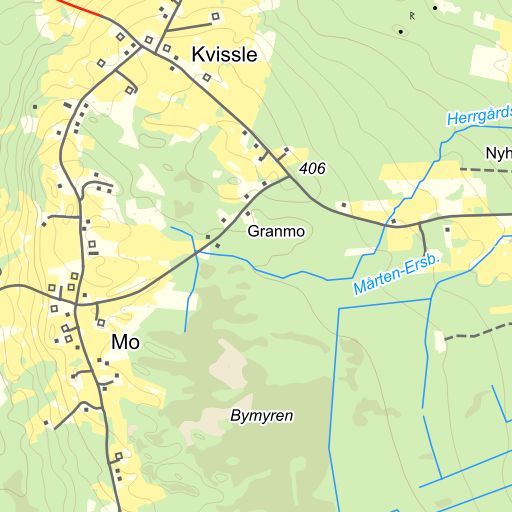 Kvissle
Herrgårds
Nyh
406
Granmo
Mårten-Ersb.
Mo
Bymyren
R